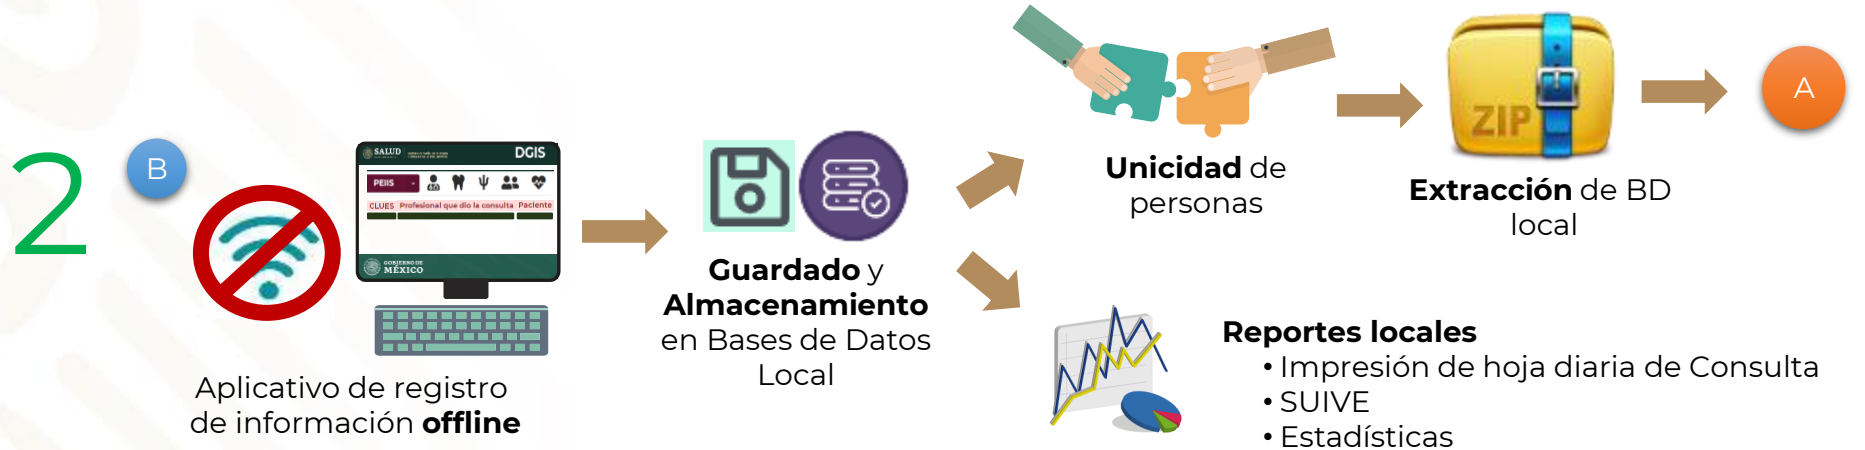 2
B
SALUD
DGIS
PEIIS
CLUES Profesional que dio la consulta Paciente
GOBIERNO DE
MÉXICO
Aplicativo de registro
de información offline
Guardado y
Almacenamiento
en Bases de Datos
Local
Unicidad de
personas
ZIP
Extracción de BD
local
A
Reportes locales
• Impresión de hoja diaria de Consulta
• SUIVE
• Estadísticas